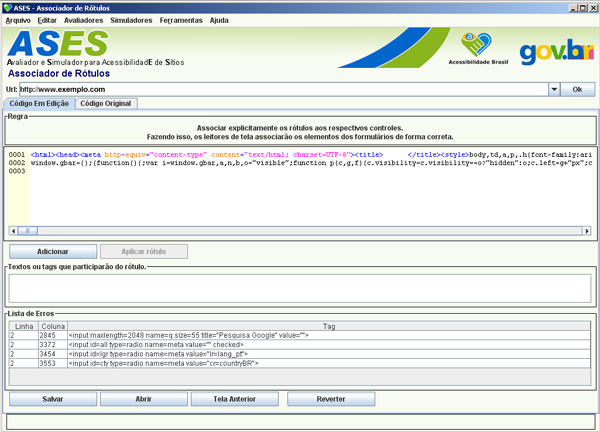 ASES - Associador de Rótulos
Arquivo Editar Avaliadores Simuladores Ferramentas Ajuda
ASES
Avaliador e Simulador para AcessibilidadE de Sítios
Acessibilidade Brasil
gov.br
Associador de Rótulos
Url: http://www.exemplo.com
Ok
Código Em Edição Código Original
Regra
Associar explicitamente os rótulos aos respectivos controles.
Fazendo isso, os leitores de tela associarão os elementos dos formulários de forma correta.
0001 <html><head><meta http-equiv="content-type" content="text/html; charset=UTF-8"><title> </title><style>body,td,a,p,.h{font-family:ari
0002 window.gbar={};(function(){;var i=window.gbar,a,n,b,o="visible";function p(c,g,f){c.visibility=c.visibility==o?"hidden":o;c.left=g+"px";c
0003
Adicionar Aplicar rótulo
Textos ou tags que participarão do rótulo.
Lista de Erros
Linha Coluna Tag
2 2845 <input maxlength=2048 name=q size=55 title="Pesquisa Google" value="">
2 3372 <input id=all type=radio name=meta value="" checked>
2 3454 <input id=lgr type=radio name=meta value="lr=lang_pt">
2 3553 <input id=cty type=radio name=meta value="cr=countryBR">
Salvar Abrir Tela Anterior Reverter